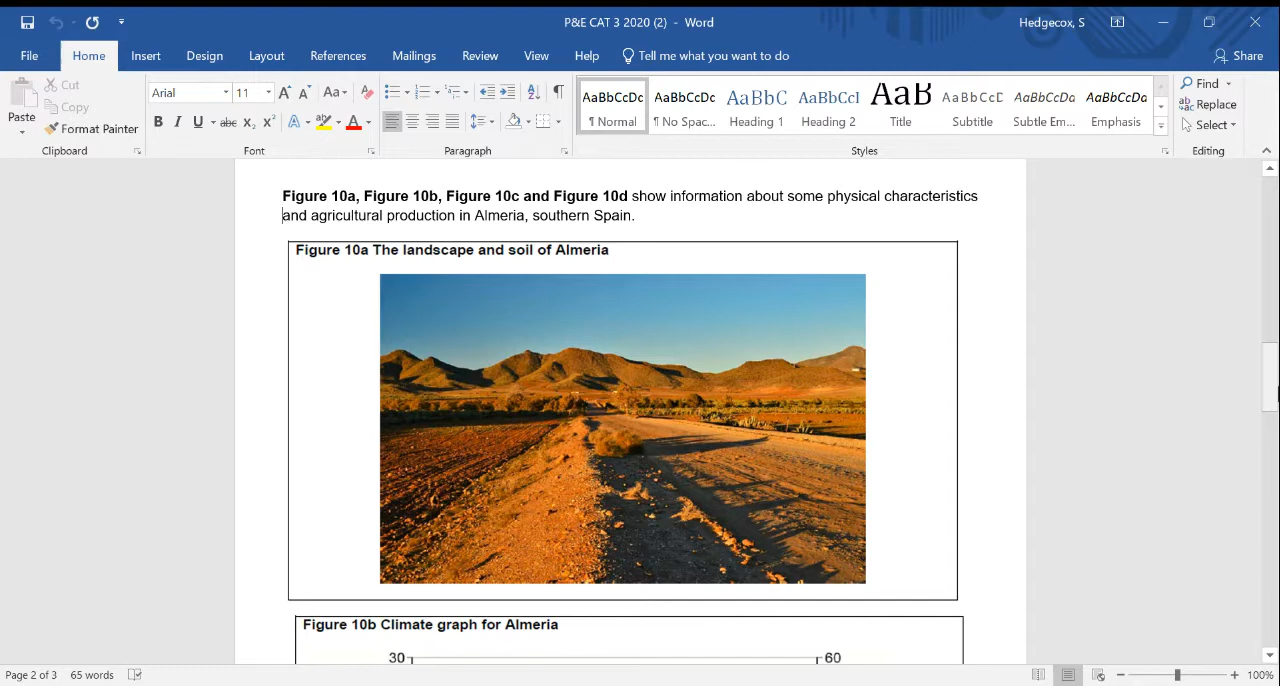 P&E CAT 3 2020 (2) - Word
Hedgecox, S
File Home Insert Design Layout References Mailings Review View Help Tell me what you want to do Share
Paste
Cut
Copy
Format Painter
Clipboard
Arial 11
Font
Paragraph
AaBbCcDc AaBbCcDc AaBbC AaBbCcI AaB AaBbCcD AaBbCcDa AaBbCcDa
¶ Normal ¶ No Spac... Heading 1 Heading 2 Title Subtitle Subtle Em... Emphasis
Styles
Find
Replace
Select
Editing
Figure 10a, Figure 10b, Figure 10c and Figure 10d show information about some physical characteristics
and agricultural production in Almeria, southern Spain.
Figure 10a The landscape and soil of Almeria
Figure 10b Climate graph for Almeria
30 60
Page 2 of 3 65 words 100%